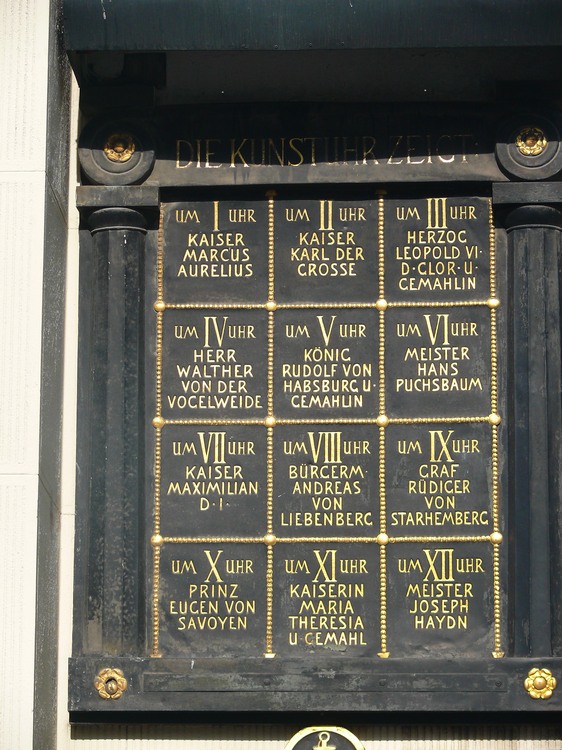 DIE KUNSTUHR ZEIGT:
UM I UHR
KAISER
MARCUS
AURELIUS
UM II UHR
KAISER
KARL DER
GROSSE
UM III UHR
HERZOG
LEOPOLD VI·
D·GLOR·U·
GEMAHLIN
UM IV UHR
HERR
WALTHER
VON DER
VOGELWEIDE
UM V UHR
KÖNIG
RUDOLF VON
HABSBURG U·
GEMAHLIN
UM VI UHR
MEISTER
HANS
PUCHSBAUM
UM VII UHR
KAISER
MAXIMILIAN
D·I·
UM VIII UHR
BÜRGERM·
ANDREAS
VON
LIEBENBERG
UM IX UHR
GRAF
RÜDIGER
VON
STARHEMBERG
UM X UHR
PRINZ
EUGEN VON
SAVOYEN
UM XI UHR
KAISERIN
MARIA
THERESIA
U·GEMAHL
UM XII UHR
MEISTER
JOSEPH
HAYDN